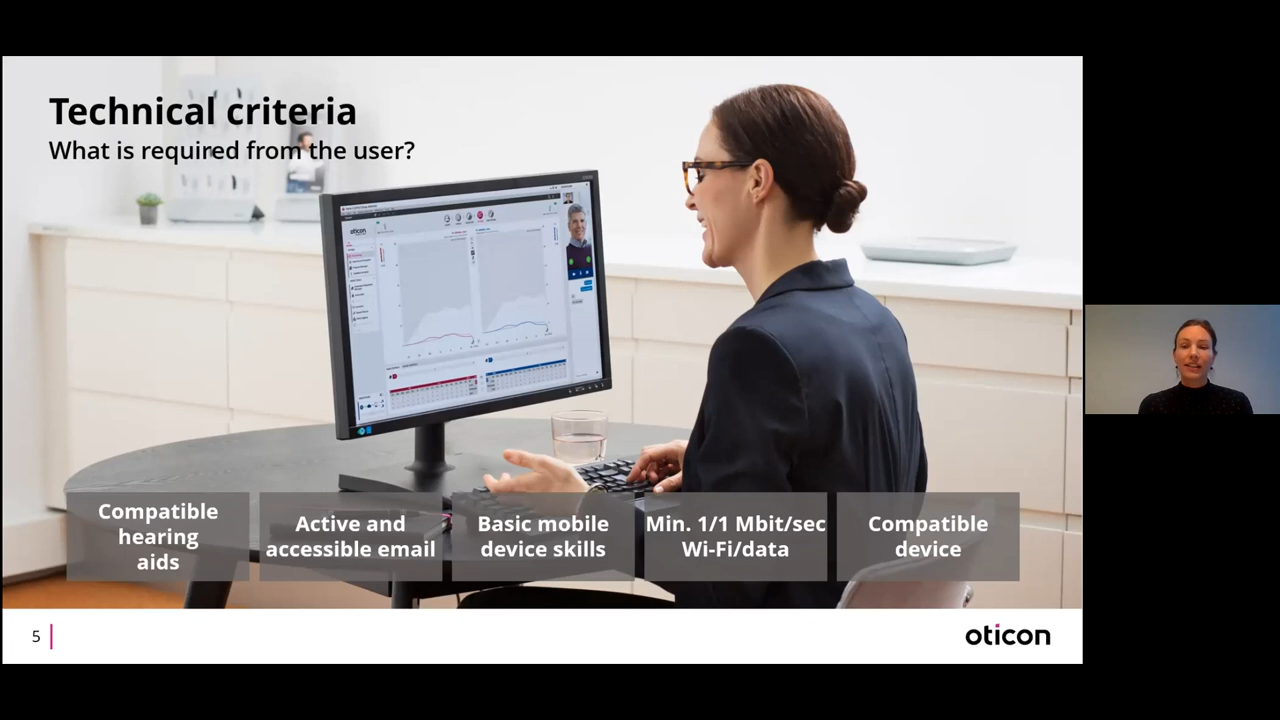 Technical criteria
What is required from the user?
oticon
Compatible
hearing
aids
Active and
accessible email
Basic mobile
device skills
Min. 1/1 Mbit/sec
Wi-Fi/data
Compatible
device
5
oticon